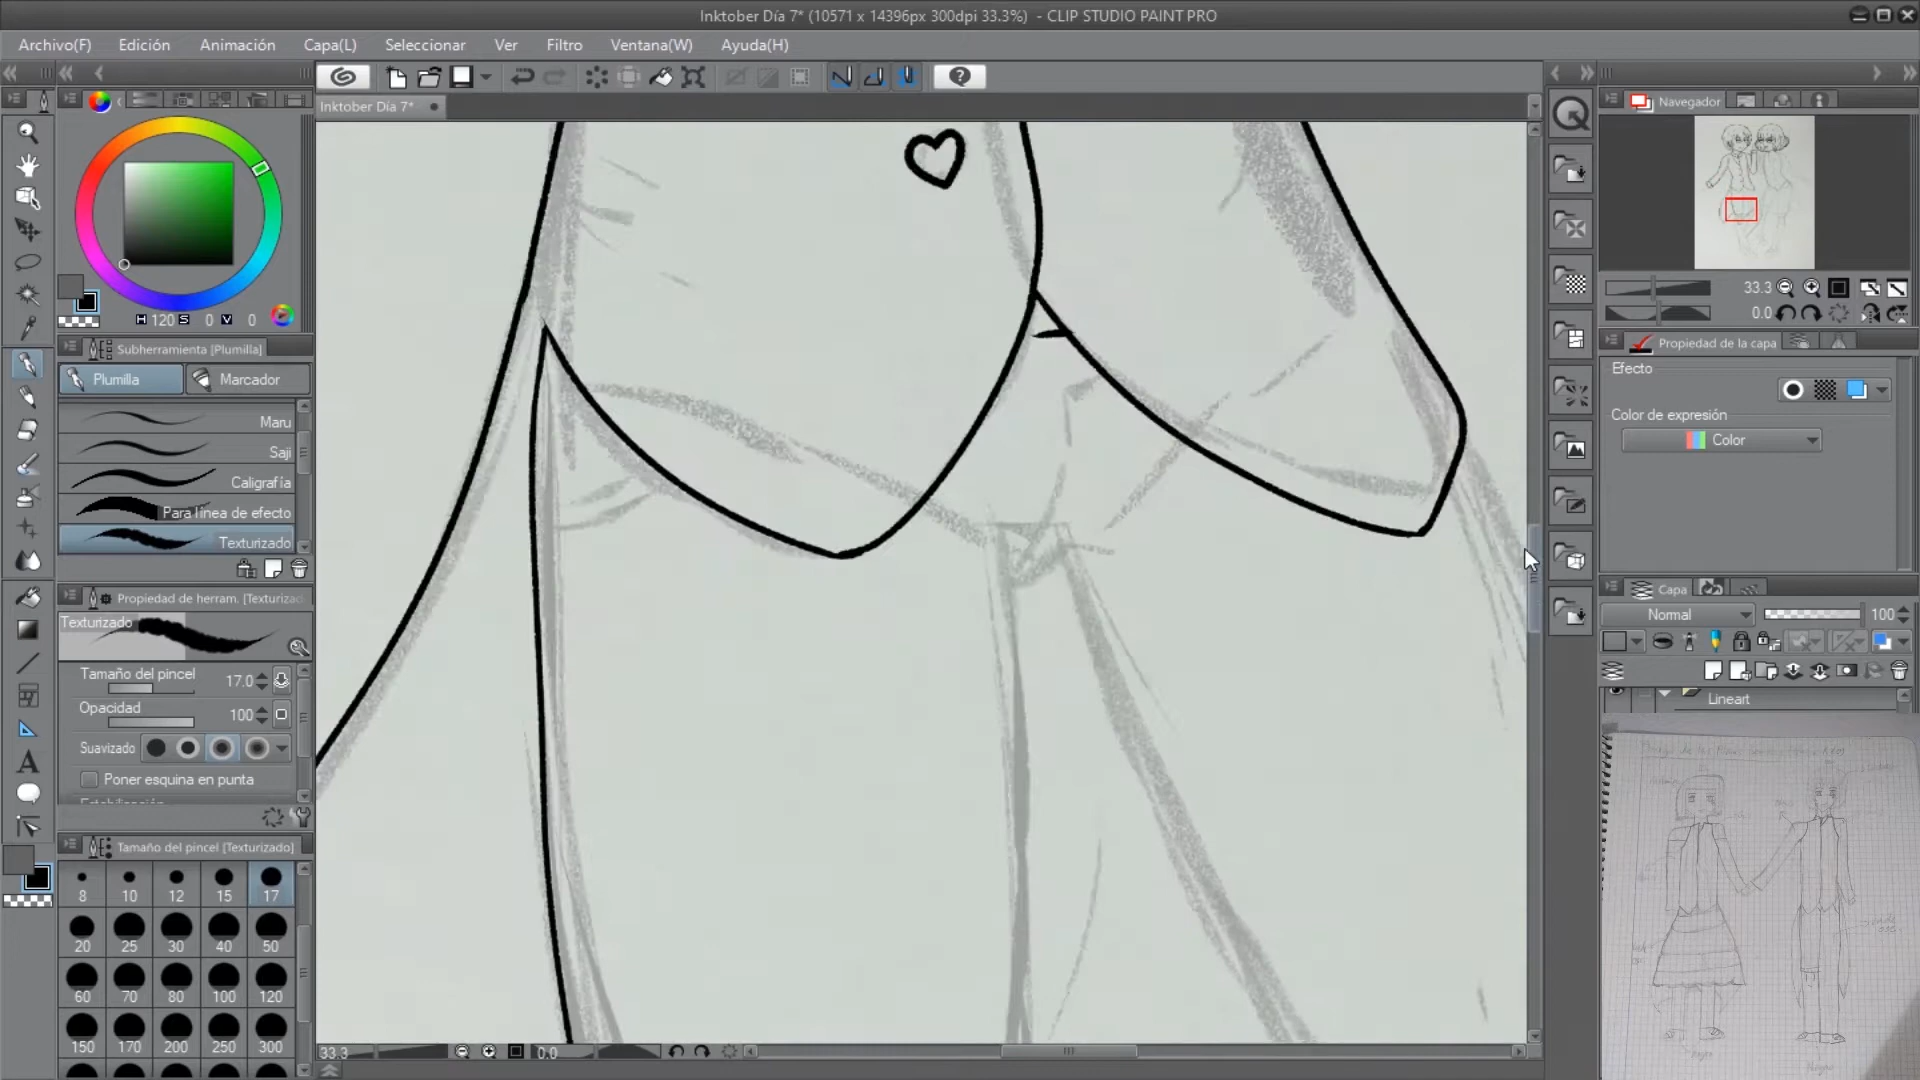 Inktober Día 7* (10571 x 14396px 300dpi 33.3%) - CLIP STUDIO PAINT PRO
Archivo(F) Edición Animación Capa(L) Seleccionar Ver Filtro Ventana(W) Ayuda(H)
Inktober Día 7*
H 120 S 0 V 0
Subherramienta [Plumilla]
Plumilla Marcador
Maru
Saji
Caligrafía
Para línea de efecto
Texturizado
Propiedad de herram. [Texturizad
Texturizado
Tamaño del pincel 17.0
Opacidad 100
Suavizado
Poner esquina en punta
Estabilización
Tamaño del pincel [Texturizado]
8 10 12 15 17
20 25 30 40 50
60 70 80 100 120
150 170 200 250 300
33.3 0.0
Navegador
33.3
0.0
Propiedad de la capa
Efecto
Color de expresión
Color
Capa
Normal 100
Lineart